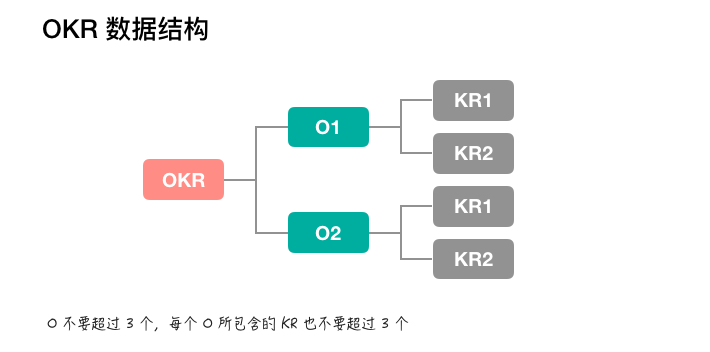 OKR 数据结构
KR1
O1
KR2
OKR
KR1
O2
KR2
O 不要超过 3 个，每个 O 所包含的 KR 也不要超过 3 个